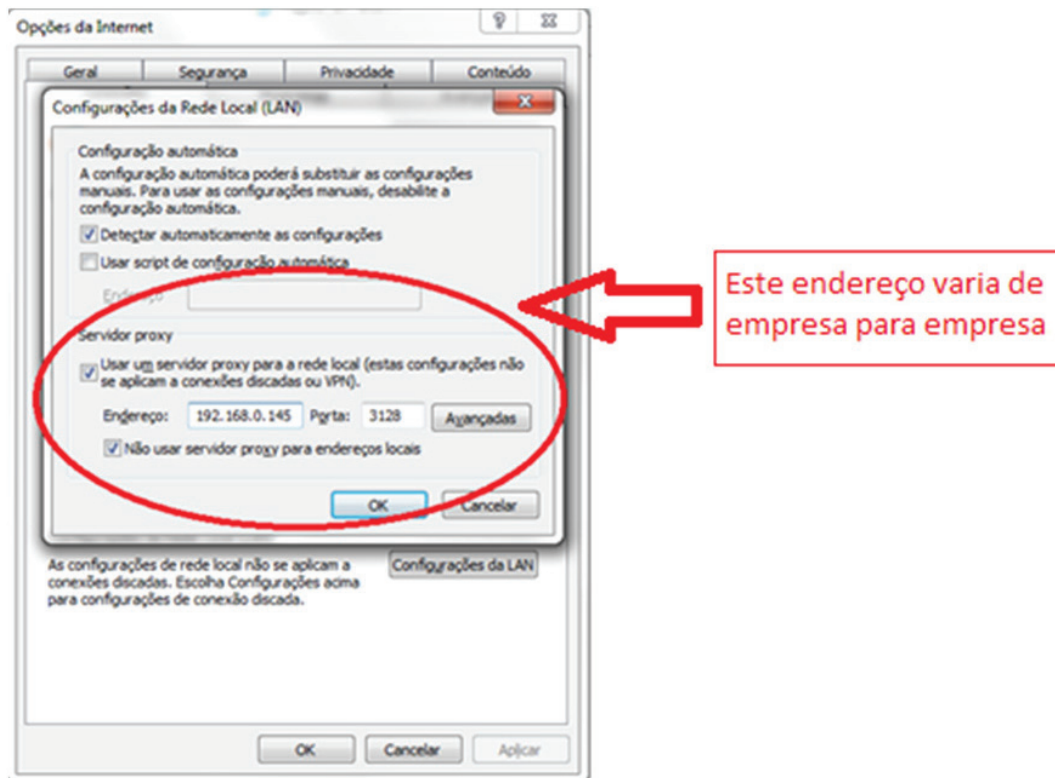 Opções da Internet
Geral
Segurança
Privacidade
Conteúdo
Configurações da Rede Local (LAN)
Configuração automática
A configuração automática poderá substituir as configurações
manuais. Para usar as configurações manuais, desabilite a
configuração automática.
Detectar automaticamente as configurações
Usar script de configuração automática
Endereço
Servidor proxy
Usar um servidor proxy para a rede local (estas configurações não
se aplicam a conexões discadas ou VPN).
Endereço: 192.168.0.145 Porta: 3128 Avançadas
Não usar servidor proxy para endereços locais
OK Cancelar
As configurações de rede local não se aplicam a
conexões discadas. Escolha Configurações acima
para configurações de conexão discada.
Configurações da LAN
OK Cancelar Aplicar
Este endereço varia de
empresa para empresa